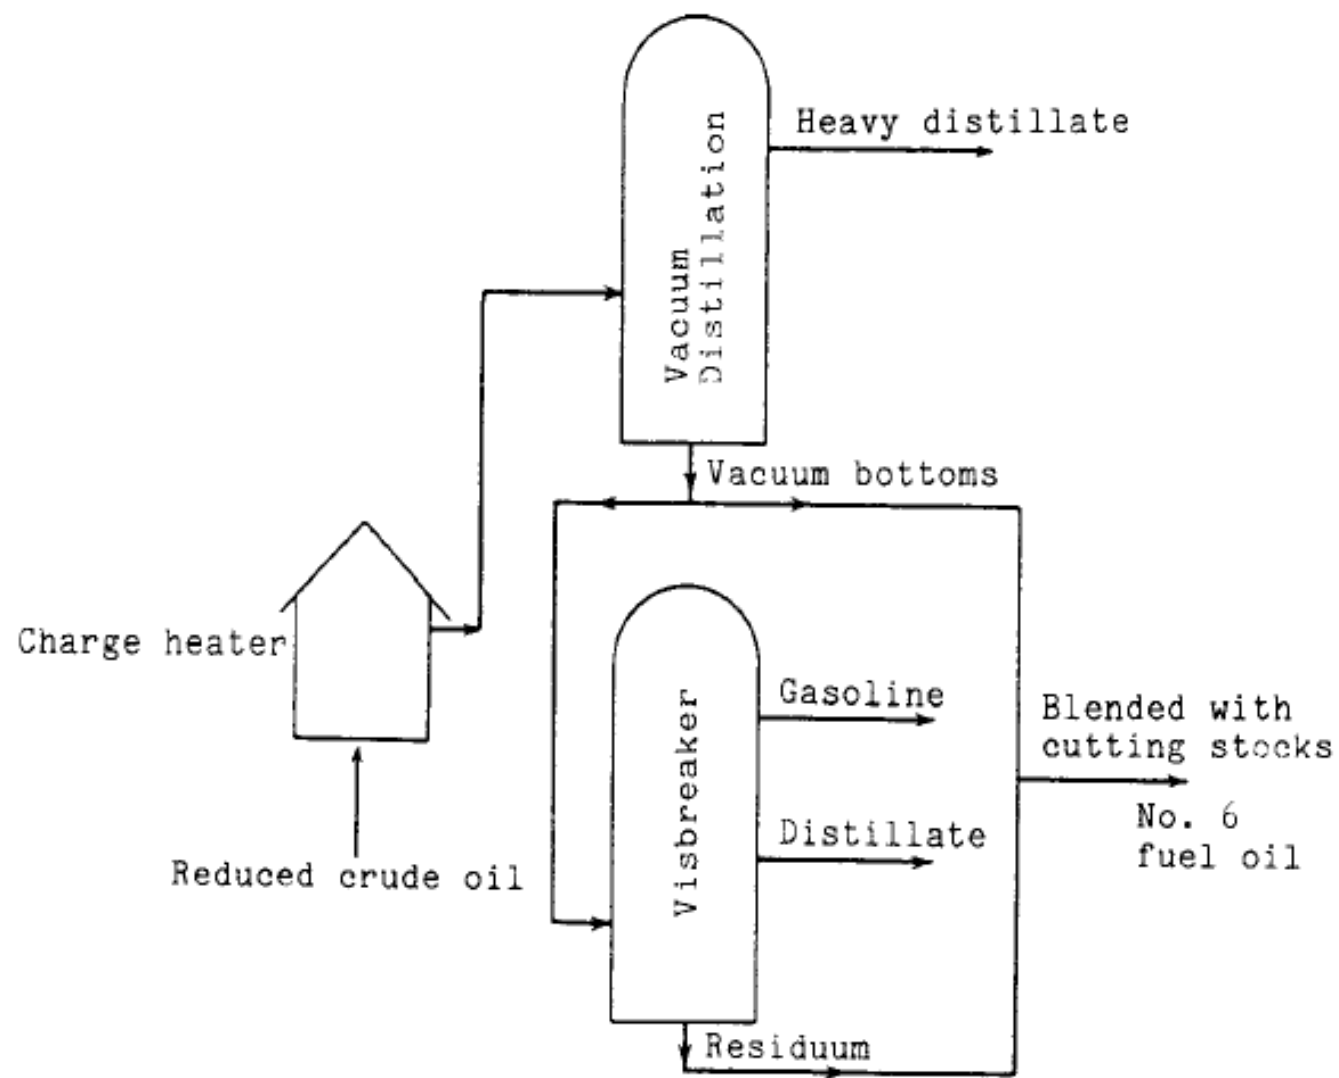 Heavy distillate
Vacuum
Distillation
Vacuum bottoms
Charge heater
Gasoline
Blended with
cutting stocks
Visbreaker
Distillate
No. 6
fuel oil
Reduced crude oil
Residuum